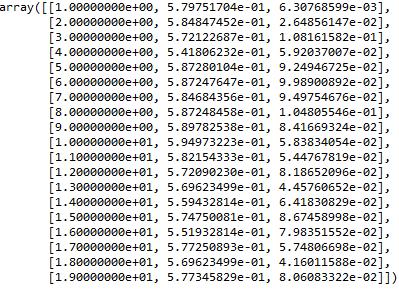 array([[1.00000000e+00, 5.79751704e-01, 6.30768599e-03],
[2.00000000e+00, 5.84847452e-01, 2.64856147e-02],
[3.00000000e+00, 5.72122687e-01, 1.08161582e-01],
[4.00000000e+00, 5.41806232e-01, 5.92037007e-02],
[5.00000000e+00, 5.87280104e-01, 9.24946725e-02],
[6.00000000e+00, 5.87247647e-01, 9.98900892e-02],
[7.00000000e+00, 5.84684356e-01, 9.49754676e-02],
[8.00000000e+00, 5.87248458e-01, 1.04805546e-01],
[9.00000000e+00, 5.89782538e-01, 8.41669324e-02],
[1.00000000e+01, 5.94973223e-01, 5.83834054e-02],
[1.10000000e+01, 5.82154333e-01, 5.44767819e-02],
[1.20000000e+01, 5.72090230e-01, 8.18652096e-02],
[1.30000000e+01, 5.69623499e-01, 4.45760652e-02],
[1.40000000e+01, 5.59432814e-01, 6.41830829e-02],
[1.50000000e+01, 5.74750081e-01, 8.67458998e-02],
[1.60000000e+01, 5.51932814e-01, 7.98351552e-02],
[1.70000000e+01, 5.77250893e-01, 5.74806698e-02],
[1.80000000e+01, 5.69623499e-01, 4.16011588e-02],
[1.90000000e+01, 5.77345829e-01, 8.06083322e-02]])